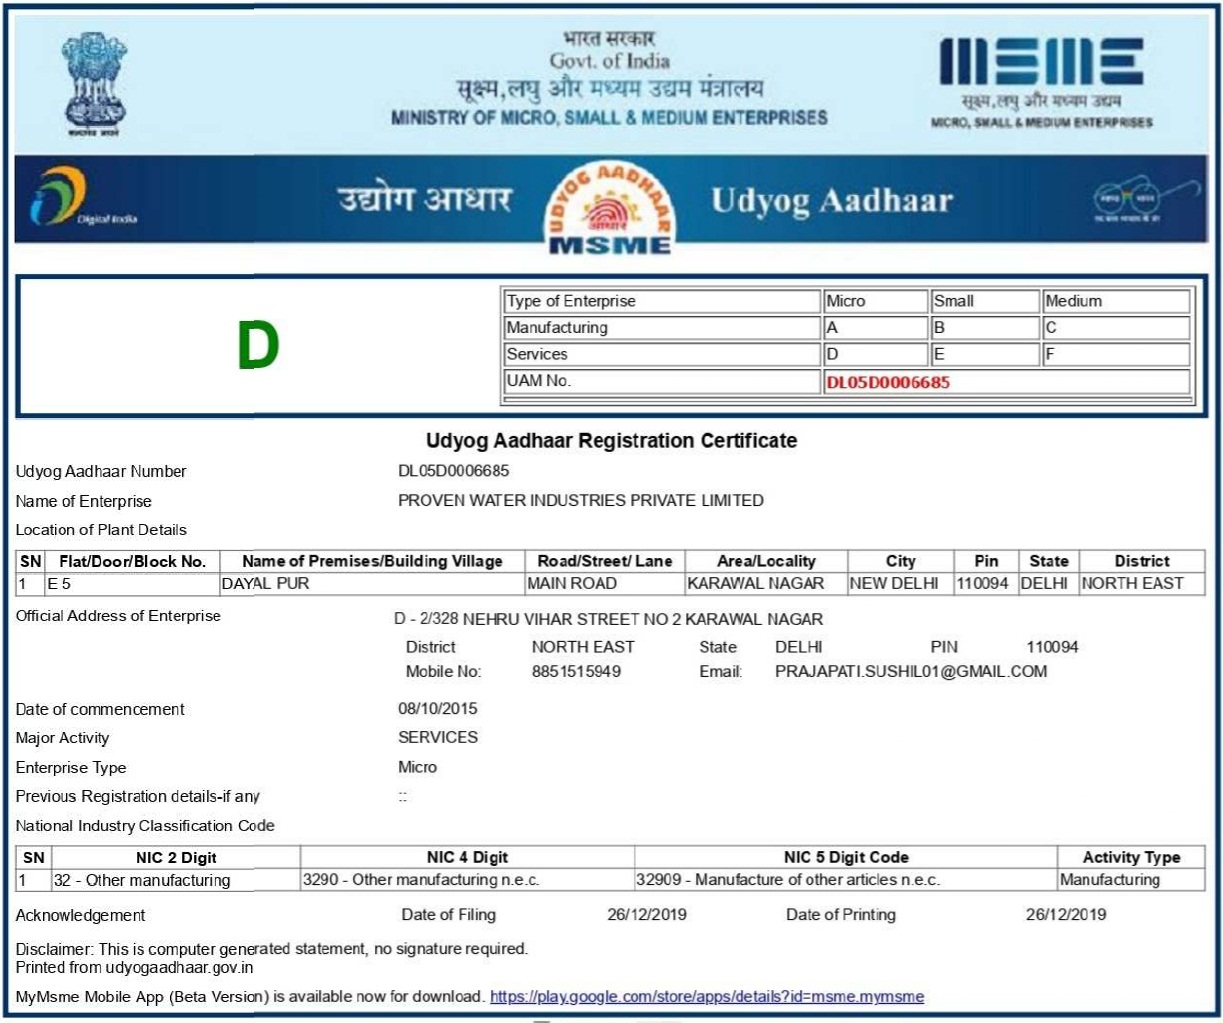 भारत सरकार
Govt. of India
सूक्ष्म,लघु और मध्यम उद्यम मंत्रालय
MINISTRY OF MICRO, SMALL & MEDIUM ENTERPRISES
MSME
सूक्ष्म,लघु और मध्यम उद्यम
MICRO, SMALL & MEDIUM ENTERPRISES
Digital India
उद्योग आधार
UDYOG AADHAAR
आधार
MSME
Udyog Aadhaar
D
Type of Enterprise Micro Small Medium
Manufacturing A B C
Services D E F
UAM No. DL05D0006685
Udyog Aadhaar Registration Certificate
Udyog Aadhaar Number DL05D0006685
Name of Enterprise PROVEN WATER INDUSTRIES PRIVATE LIMITED
Location of Plant Details
SN Flat/Door/Block No. Name of Premises/Building Village Road/Street/ Lane Area/Locality City Pin State District
1 E 5 DAYAL PUR MAIN ROAD KARAWAL NAGAR NEW DELHI 110094 DELHI NORTH EAST
Official Address of Enterprise D - 2/328 NEHRU VIHAR STREET NO 2 KARAWAL NAGAR
District NORTH EAST State DELHI PIN 110094
Mobile No: 8851515949 Email: PRAJAPATI.SUSHIL01@GMAIL.COM
Date of commencement 08/10/2015
Major Activity SERVICES
Enterprise Type Micro
Previous Registration details-if any ::
National Industry Classification Code
SN NIC 2 Digit NIC 4 Digit NIC 5 Digit Code Activity Type
1 32 - Other manufacturing 3290 - Other manufacturing n.e.c. 32909 - Manufacture of other articles n.e.c. Manufacturing
Acknowledgement Date of Filing 26/12/2019 Date of Printing 26/12/2019
Disclaimer: This is computer generated statement, no signature required.
Printed from udyogaadhaar.gov.in
MyMsme Mobile App (Beta Version) is available now for download. https://play.google.com/store/apps/details?id=msme.mymsme